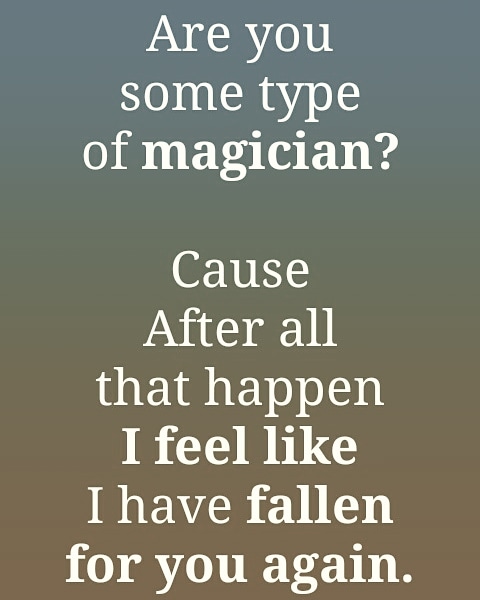 Are you
some type
of magician?
Cause
After all
that happen
I feel like
I have fallen
for you again.